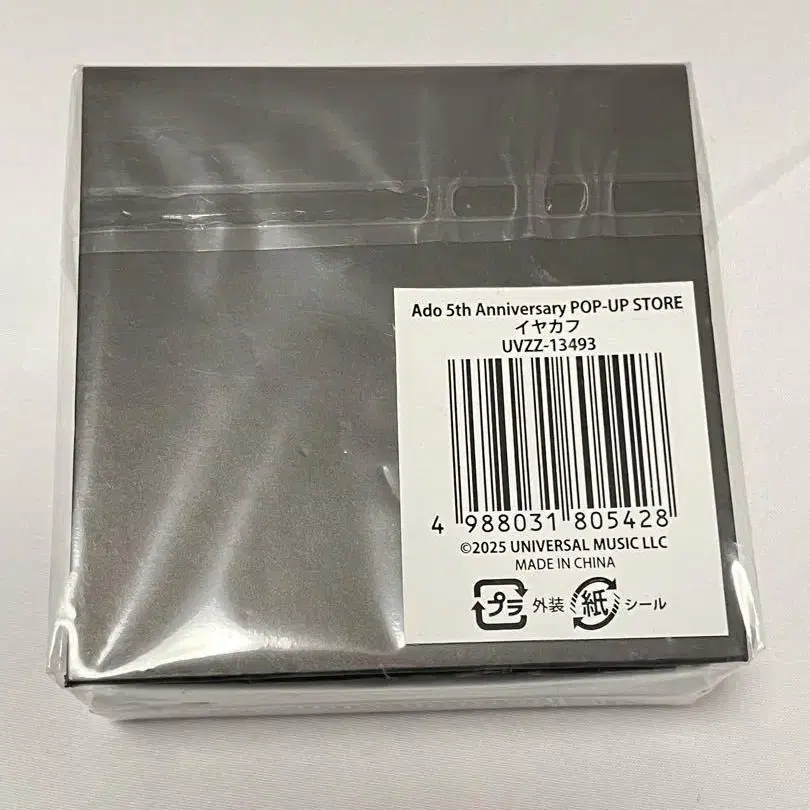 Ado 5th Anniversary POP-UP STORE
イヤカフ
UVZZ-13493
4 988031 805428
©2025 UNIVERSAL MUSIC LLC
MADE IN CHINA
プラ 外装 紙 シール